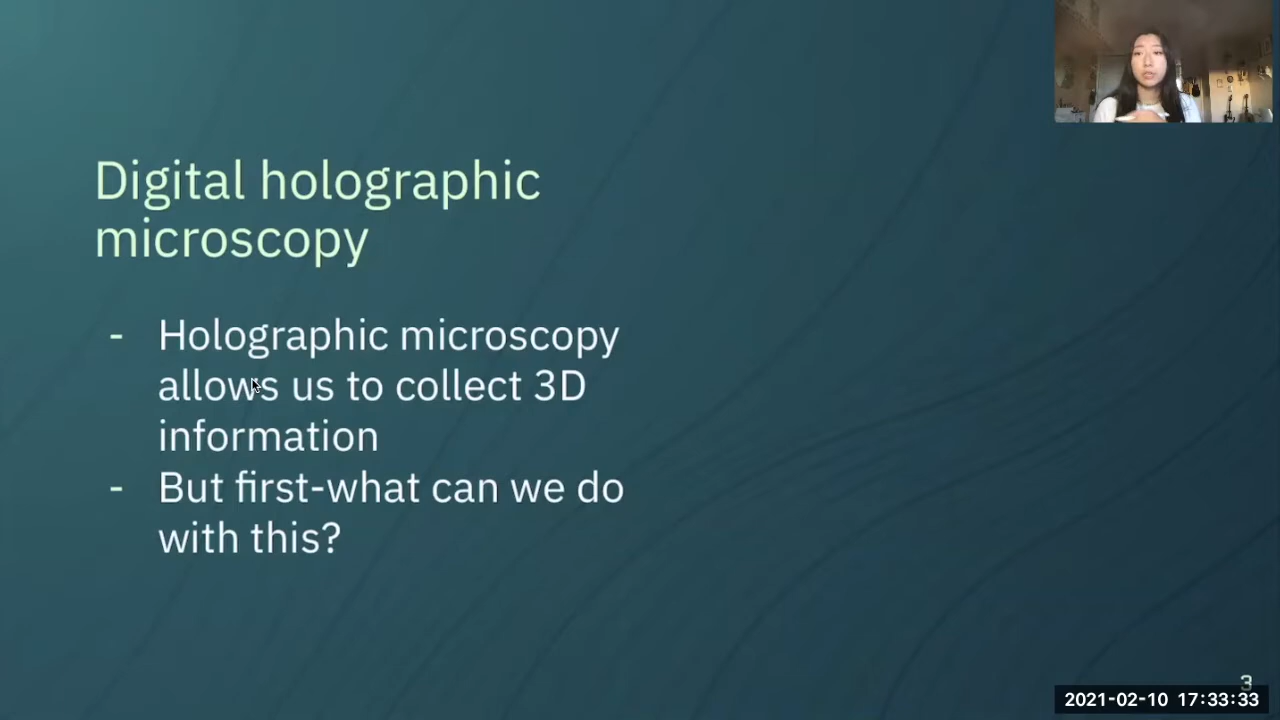 Digital holographic
microscopy
- Holographic microscopy
allows us to collect 3D
information
- But first-what can we do
with this?
3
2021-02-10 17:33:33